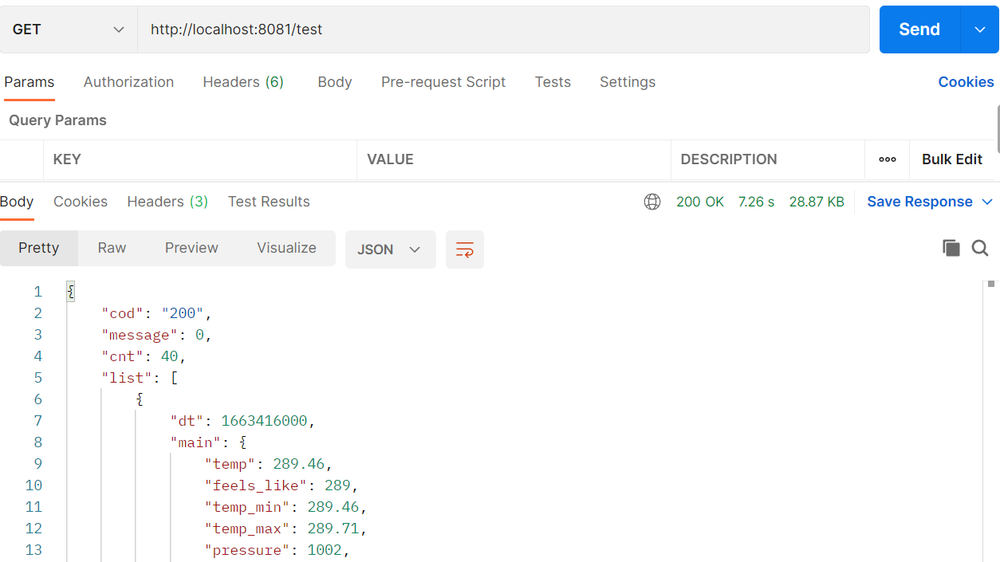 GET http://localhost:8081/test Send
Params Authorization Headers (6) Body Pre-request Script Tests Settings Cookies
Query Params
KEY VALUE DESCRIPTION ooo Bulk Edit
Body Cookies Headers (3) Test Results 200 OK 7.26 s 28.87 KB Save Response
Pretty Raw Preview Visualize JSON
1 {
2 "cod": "200",
3 "message": 0,
4 "cnt": 40,
5 "list": [
6 {
7 "dt": 1663416000,
8 "main": {
9 "temp": 289.46,
10 "feels_like": 289,
11 "temp_min": 289.46,
12 "temp_max": 289.71,
13 "pressure": 1002,